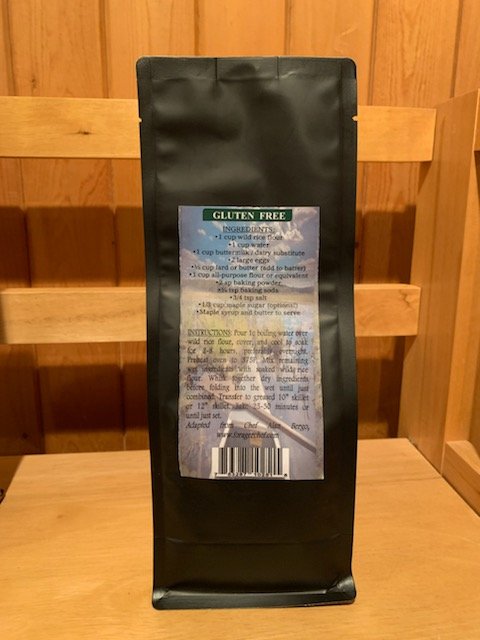 GLUTEN FREE
INGREDIENTS:
•1 cup wild rice flour
•1 cup water
•1 cup buttermilk/ dairy substitute
•2 large eggs
cup lard or butter (add to batter)
•1 cup all-purpose flour or equivalent
•2 tsp baking powder
tsp baking soda
•3/4 tsp salt
•1/3 cup maple sugar (optional)
•Maple syrup and butter to serve
INSTRUCTIONS: Pour 1c boiling water over
wild rice flour, cover, and cool to soak
for 2-8 hours, preferably overnight.
Preheat oven to 375F. Mix remaining
wet ingredients with soaked wild rice
flour. Whisk together dry ingredients
before folding into the wet until just
combined. Transfer to greased 10" skillet
or 12" skillet. Bake 25-30 minutes or
until just set.
Adapted from Chef Alan Bergo,
www.foragerchef.com